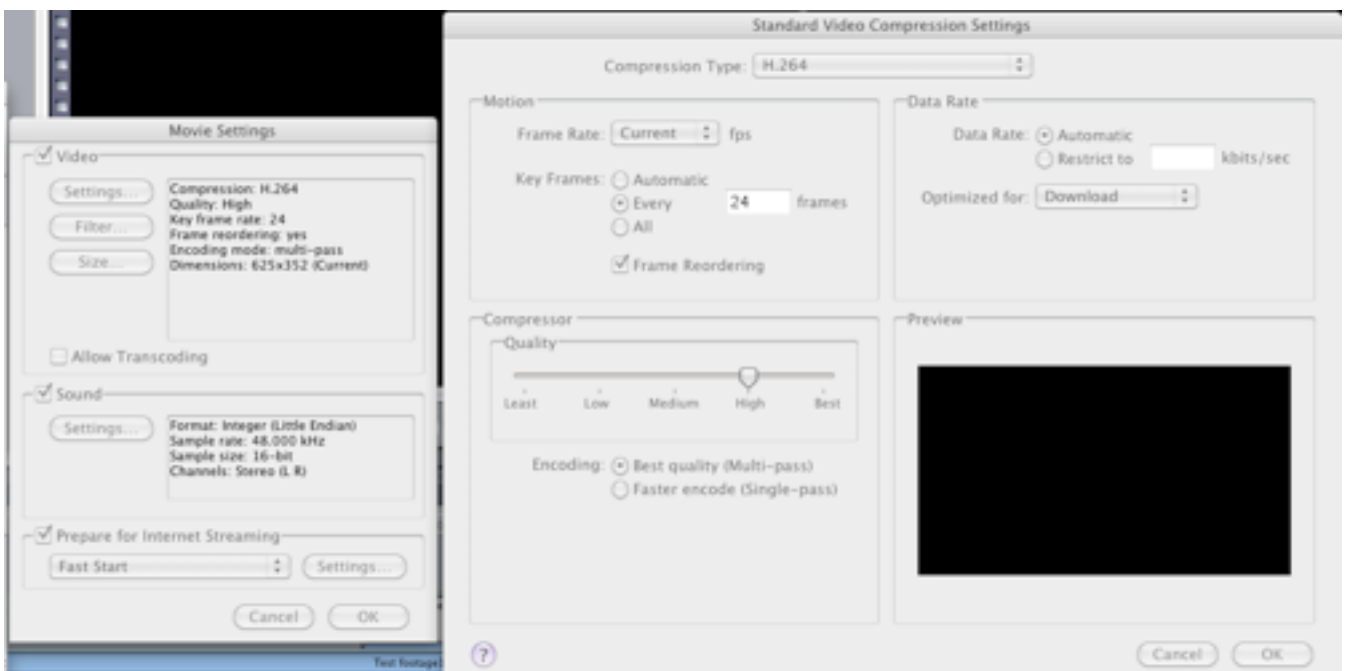 Movie Settings
Video
Settings...
Filter...
Size...
Compression: H.264
Quality: High
Key frame rate: 24
Frame reordering: yes
Encoding mode: multi-pass
Dimensions: 625x352 (Current)
Allow Transcoding
Sound
Settings...
Format: Integer (Little Endian)
Sample rate: 48.000 kHz
Sample size: 16-bit
Channels: Stereo (L R)
Prepare for Internet Streaming
Fast Start
Settings...
Cancel
OK
Test footage
Standard Video Compression Settings
Compression Type: H.264
Motion
Frame Rate: Current fps
Key Frames: Automatic
Every 24 frames
All
Frame Reordering
Data Rate
Data Rate: Automatic
Restrict to kbits/sec
Optimized for: Download
Compressor
Quality
Least Low Medium High Best
Encoding: Best quality (Multi-pass)
Faster encode (Single-pass)
Preview
?
Cancel
OK